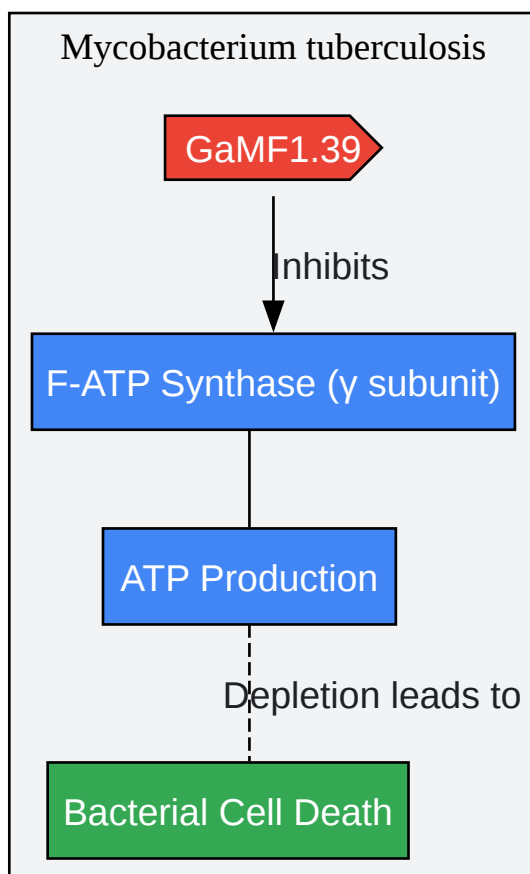 Mycobacterium tuberculosis
GaMF1.39
Inhibits
F-ATP Synthase (γ subunit)
ATP Production
Depletion leads to
Bacterial Cell Death